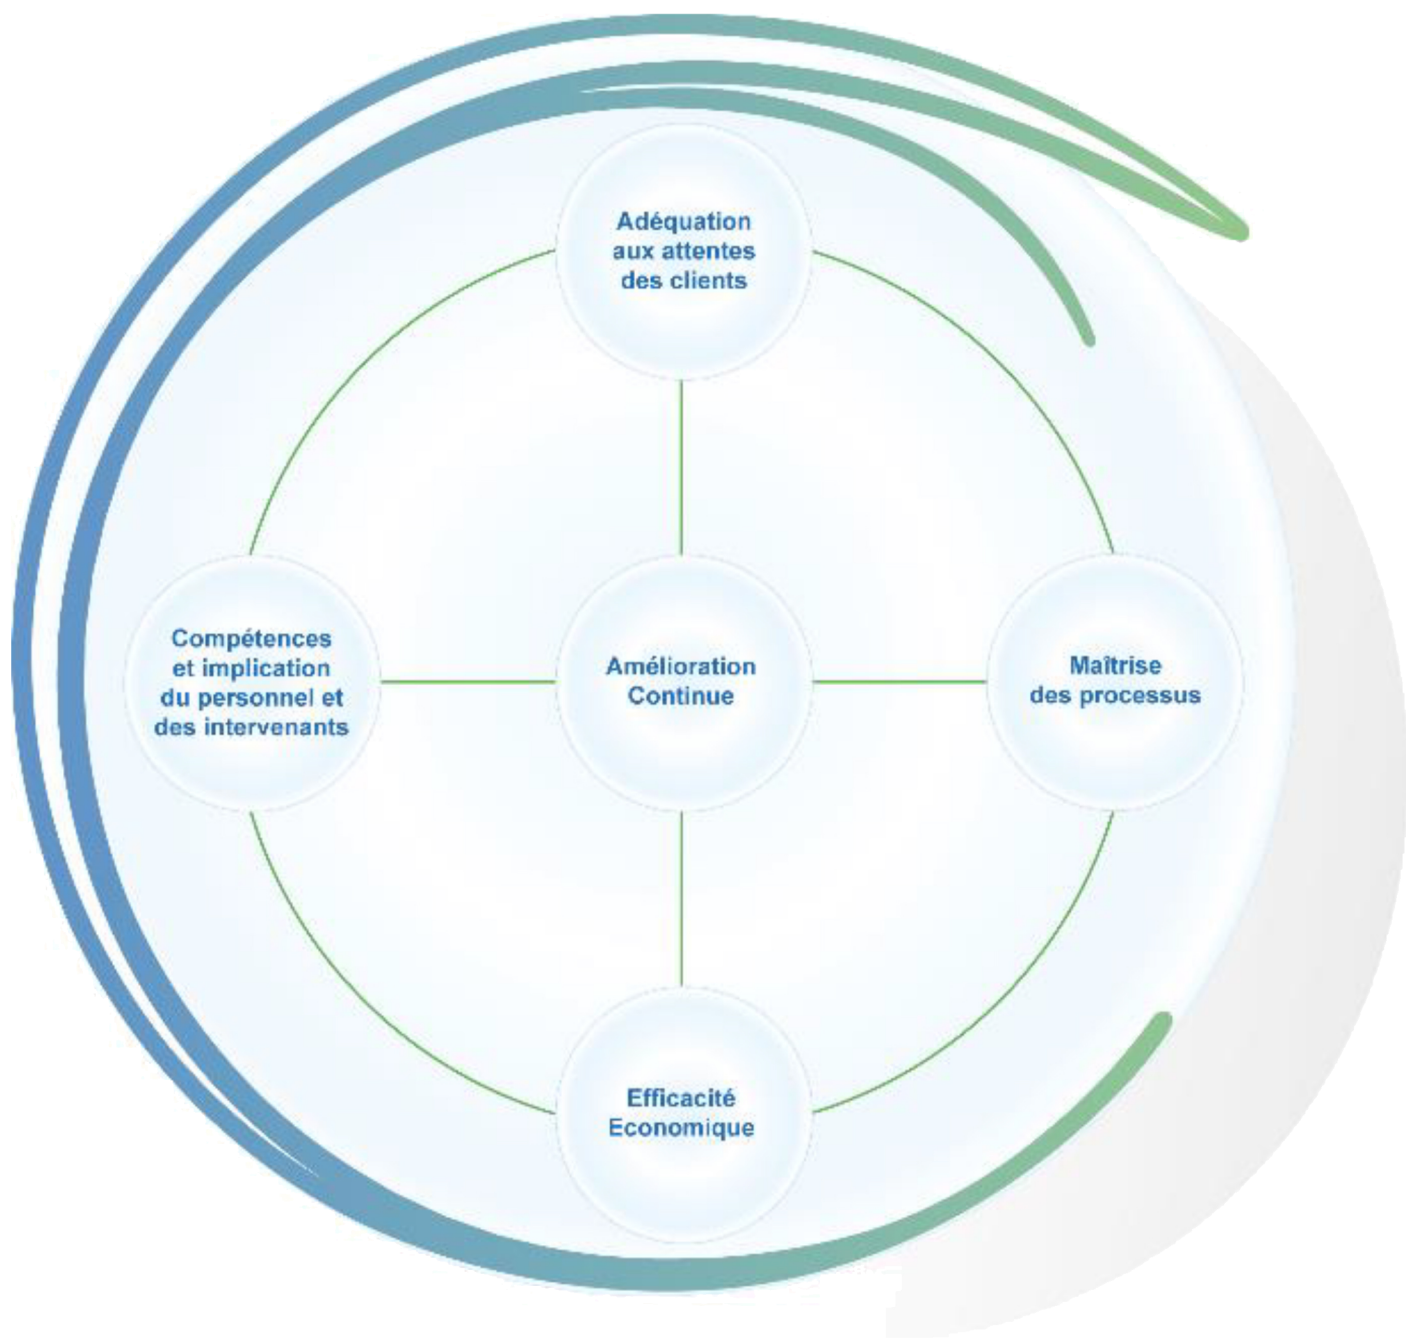 Adéquation
aux attentes
des clients
Compétences
et implication
du personnel et
des intervenants
Amélioration
Continue
Maîtrise
des processus
Efficacité
Economique